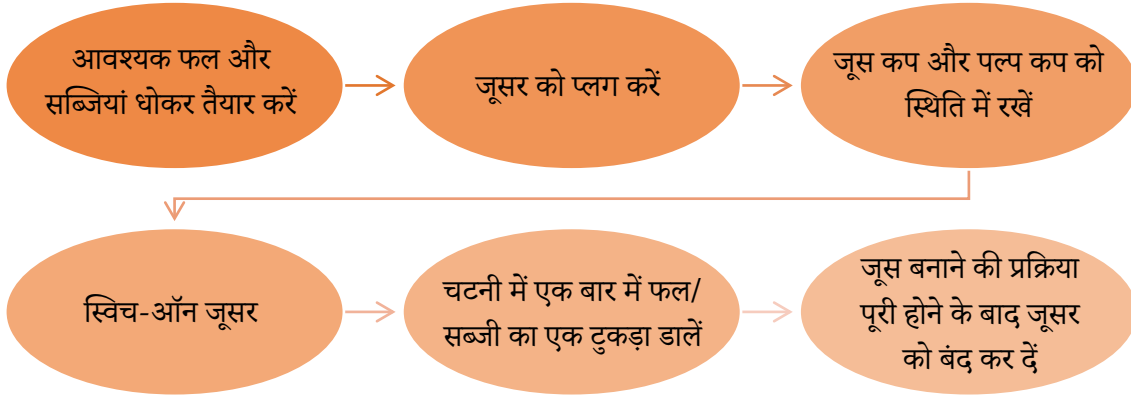 आवश्यक फल और
सब्जियां धोकर तैयार करें
जूसर को प्लग करें
जूस कप और पल्प कप को
स्थिति में रखें
स्विच-ऑन जूसर
चटनी में एक बार में फल/
सब्जी का एक टुकड़ा डालें
जूस बनाने की प्रक्रिया
पूरी होने के बाद जूसर
को बंद कर दें